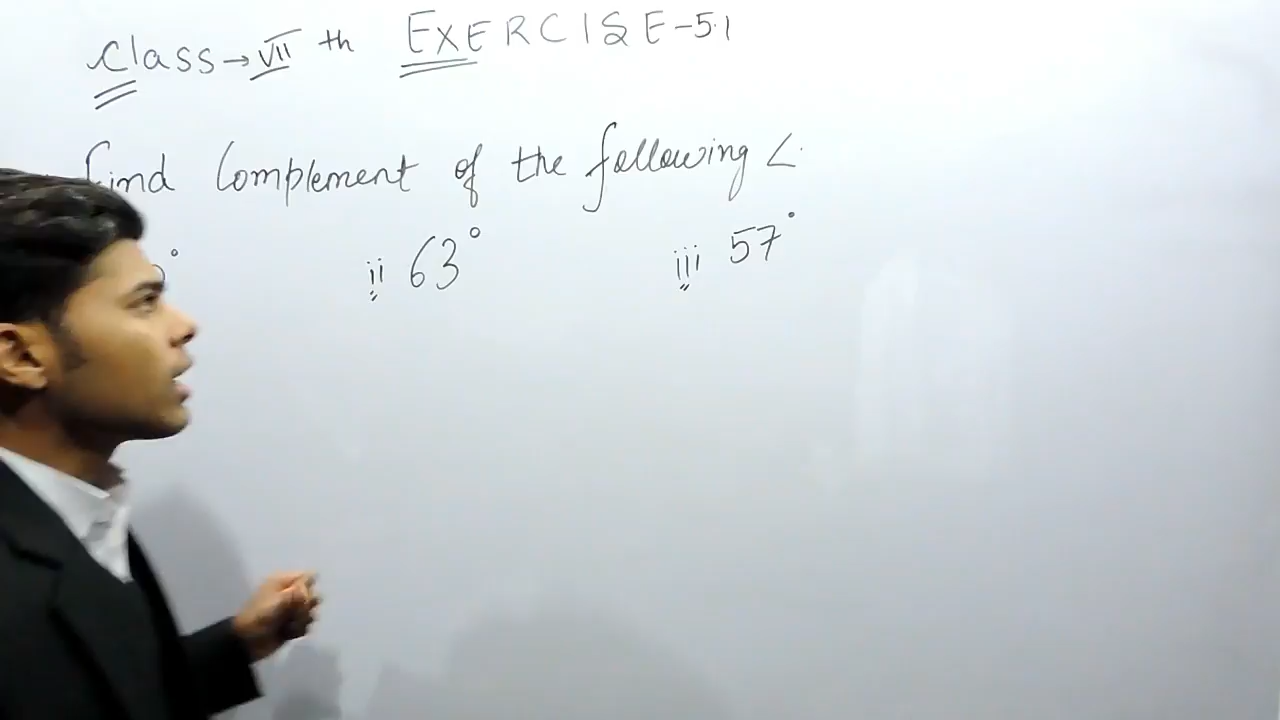 Class → VII th EXERCISE-5.1
Find Complement of the following ∠.
ii 63° iii 57°